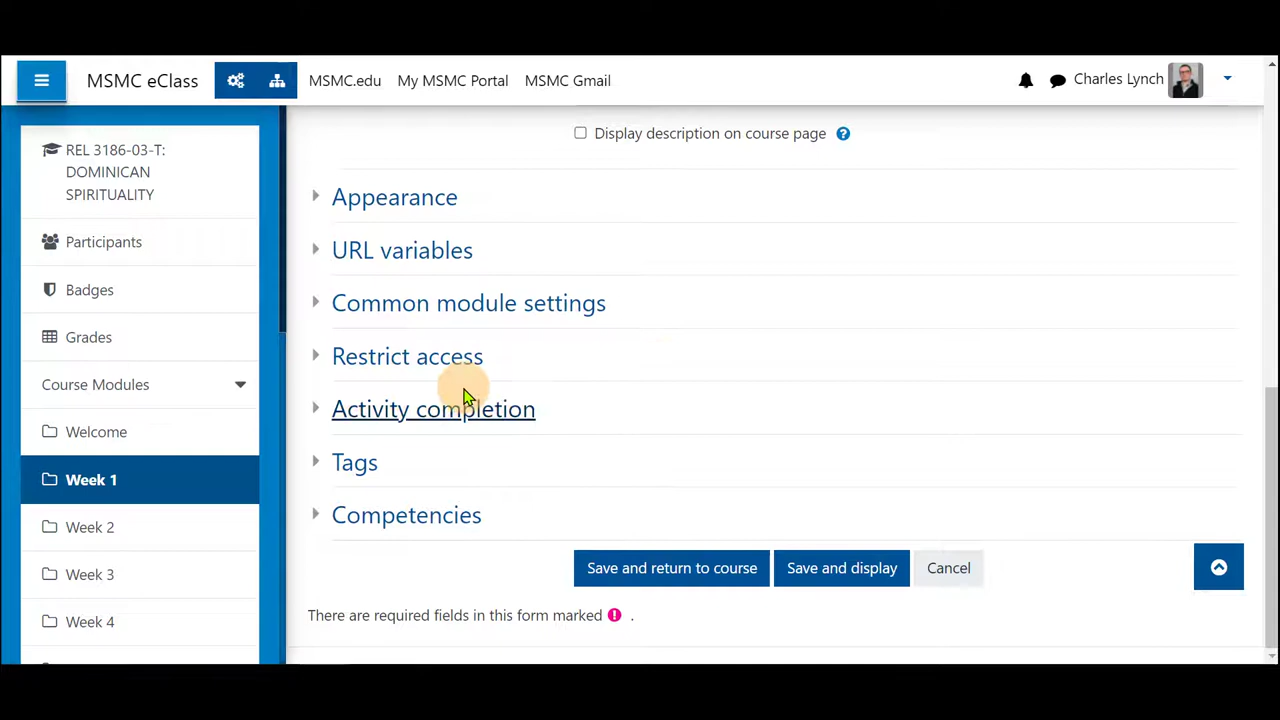 MSMC eClass MSMC.edu My MSMC Portal MSMC Gmail Charles Lynch
REL 3186-03-T:
DOMINICAN
SPIRITUALITY
Participants
Badges
Grades
Course Modules
Welcome
Week 1
Week 2
Week 3
Week 4
Display description on course page
Appearance
URL variables
Common module settings
Restrict access
Activity completion
Tags
Competencies
Save and return to course Save and display Cancel
There are required fields in this form marked .